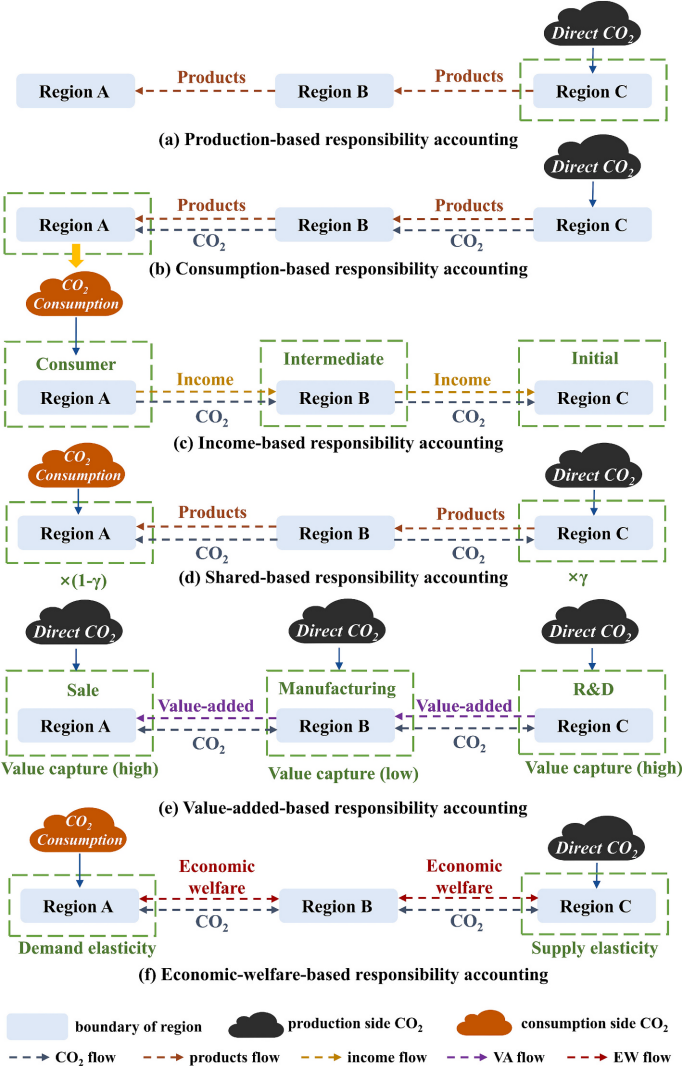 Direct CO₂
Products Products
Region A Region B Region C
(a) Production-based responsibility accounting
Direct CO₂
Products Products
Region A Region B Region C
CO₂ CO₂
(b) Consumption-based responsibility accounting
CO₂
Consumption
Consumer Intermediate Initial
Income Income
Region A Region B Region C
CO₂ CO₂
(c) Income-based responsibility accounting
CO₂
Consumption
Direct CO₂
Products Products
Region A Region B Region C
CO₂ CO₂
×(1-γ) ×γ
(d) Shared-based responsibility accounting
Direct CO₂ Direct CO₂ Direct CO₂
Sale Manufacturing R&D
Value-added Value-added
Region A Region B Region C
CO₂ CO₂
Value capture (high) Value capture (low) Value capture (high)
(e) Value-added-based responsibility accounting
CO₂
Consumption
Direct CO₂
Economic
welfare
Economic
welfare
Region A Region B Region C
CO₂ CO₂
Demand elasticity Supply elasticity
(f) Economic-welfare-based responsibility accounting
boundary of region production side CO₂ consumption side CO₂
CO₂ flow products flow income flow VA flow EW flow